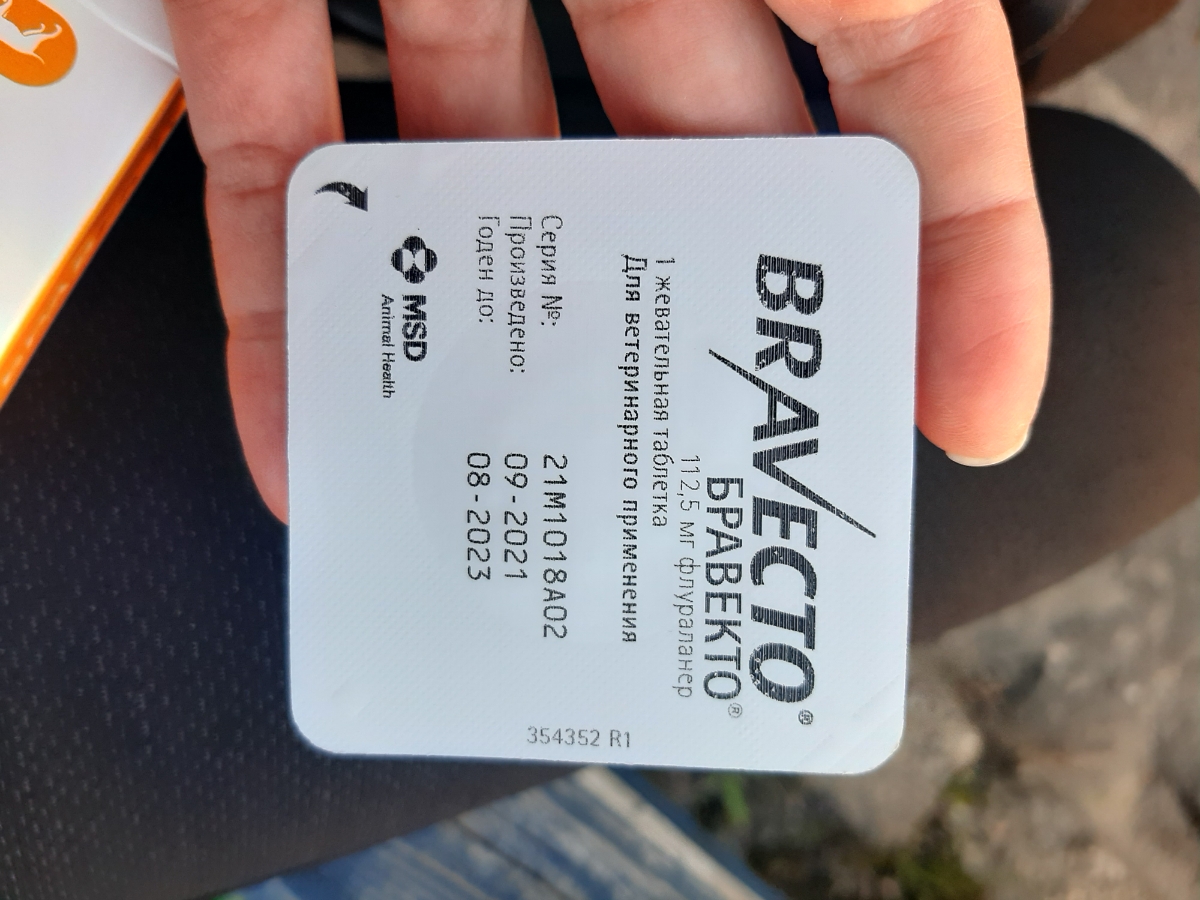 BRAVECTO®
БРАВЕКТО®
112,5 мг флураланер
1 жевательная таблетка
Для ветеринарного применения
Серия №: 21M1018A02
Произведено: 09-2021
Годен до: 08-2023
MSD
Animal Health
354352 R1